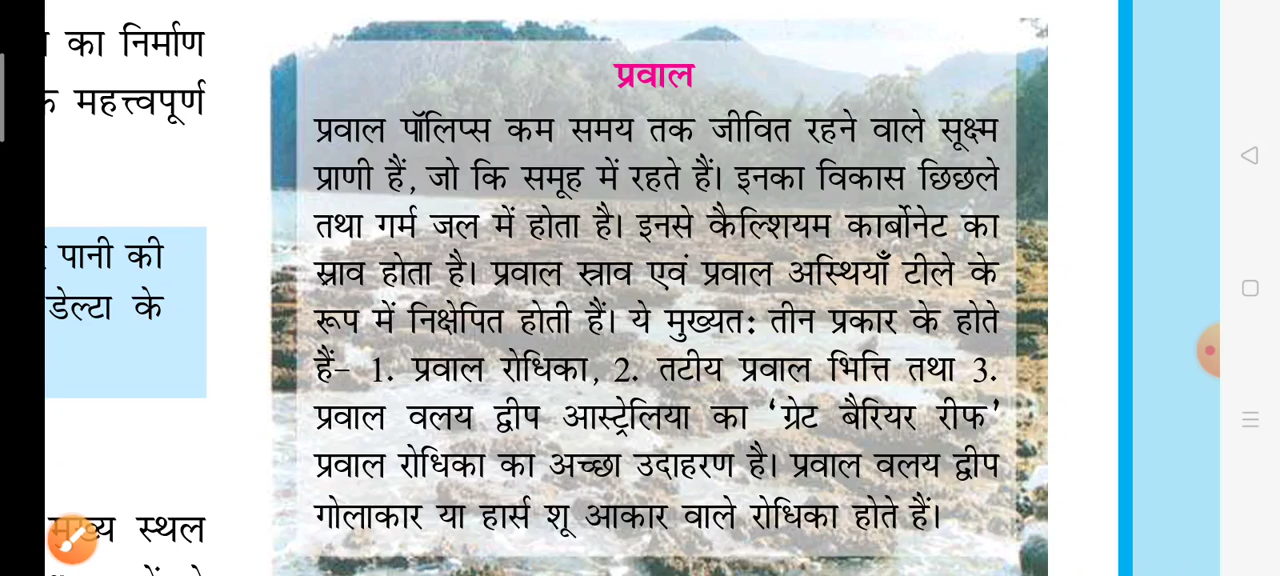 का निर्माण
महत्त्वपूर्ण
पानी की
डेल्टा के
मुख्य स्थल
प्रवाल
प्रवाल पॉलिप्स कम समय तक जीवित रहने वाले सूक्ष्म
प्राणी हैं, जो कि समूह में रहते हैं। इनका विकास छिछले
तथा गर्म जल में होता है। इनसे कैल्शियम कार्बोनेट का
स्राव होता है। प्रवाल स्राव एवं प्रवाल अस्थियाँ टीले के
रूप में निक्षेपित होती हैं। ये मुख्यतः तीन प्रकार के होते
हैं– 1. प्रवाल रोधिका, 2. तटीय प्रवाल भित्ति तथा 3.
प्रवाल वलय द्वीप आस्ट्रेलिया का ‘ग्रेट बैरियर रीफ’
प्रवाल रोधिका का अच्छा उदाहरण है। प्रवाल वलय द्वीप
गोलाकार या हार्स शू आकार वाले रोधिका होते हैं।